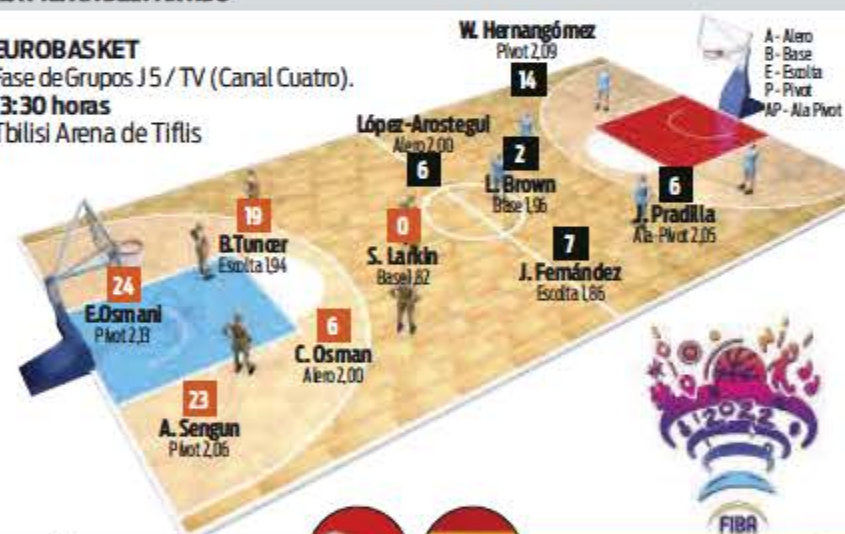 EUROBASKET
Fase de Grupos J 5 / TV (Canal Cuatro).
3:30 horas
Tbilisi Arena de Tiflis
A - Alero
B - Base
E - Escolta
P - Pivot
AP - Ala Pivot
W. Hernangómez
Pivot 2,09
14
López-Arostegui
Alero 2,00
6
2
L. Brown
Base 1,96
6
J. Pradilla
Ala-Pivot 2,05
7
J. Fernández
Escolta 1,86
0
S. Larkin
Base 1,82
19
B. Tuncer
Escolta 1,94
24
E.Osmani
Pivot 2,13
6
C. Osman
Alero 2,00
23
A. Sengun
Pivot 2,06
2022
FIBA